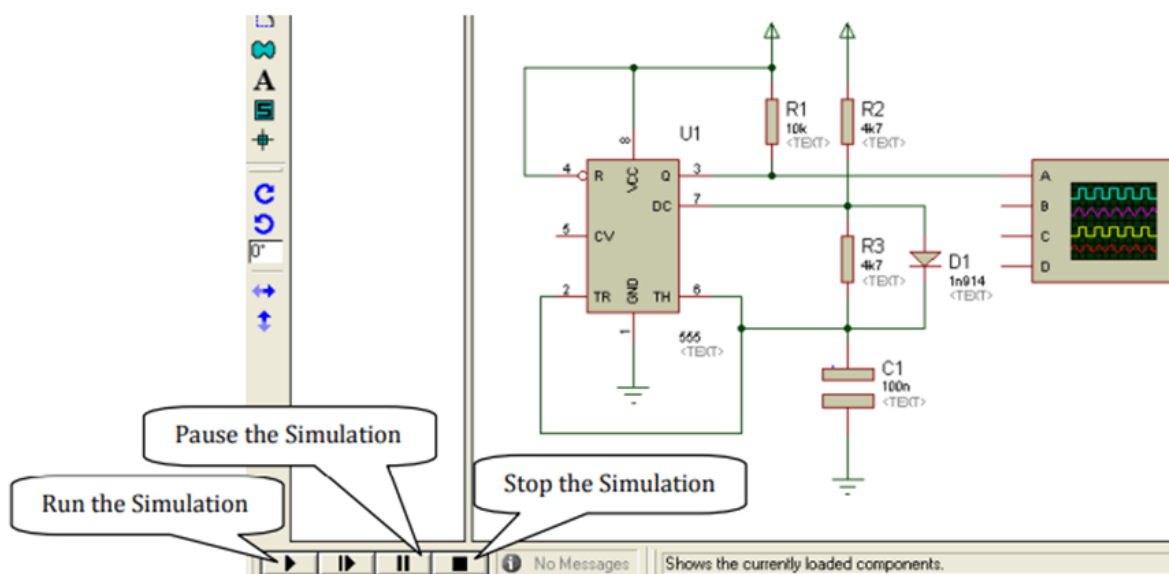 A
S
0°
U1
R1
10k
<TEXT>
R2
4k7
<TEXT>
8
4
R
VCC
Q
3
DC
7
5
CV
2
TR
GND
TH
6
1
555
<TEXT>
R3
4k7
<TEXT>
D1
1n914
<TEXT>
C1
100n
<TEXT>
A
B
C
D
Pause the Simulation
Run the Simulation
Stop the Simulation
No Messages
Shows the currently loaded components.